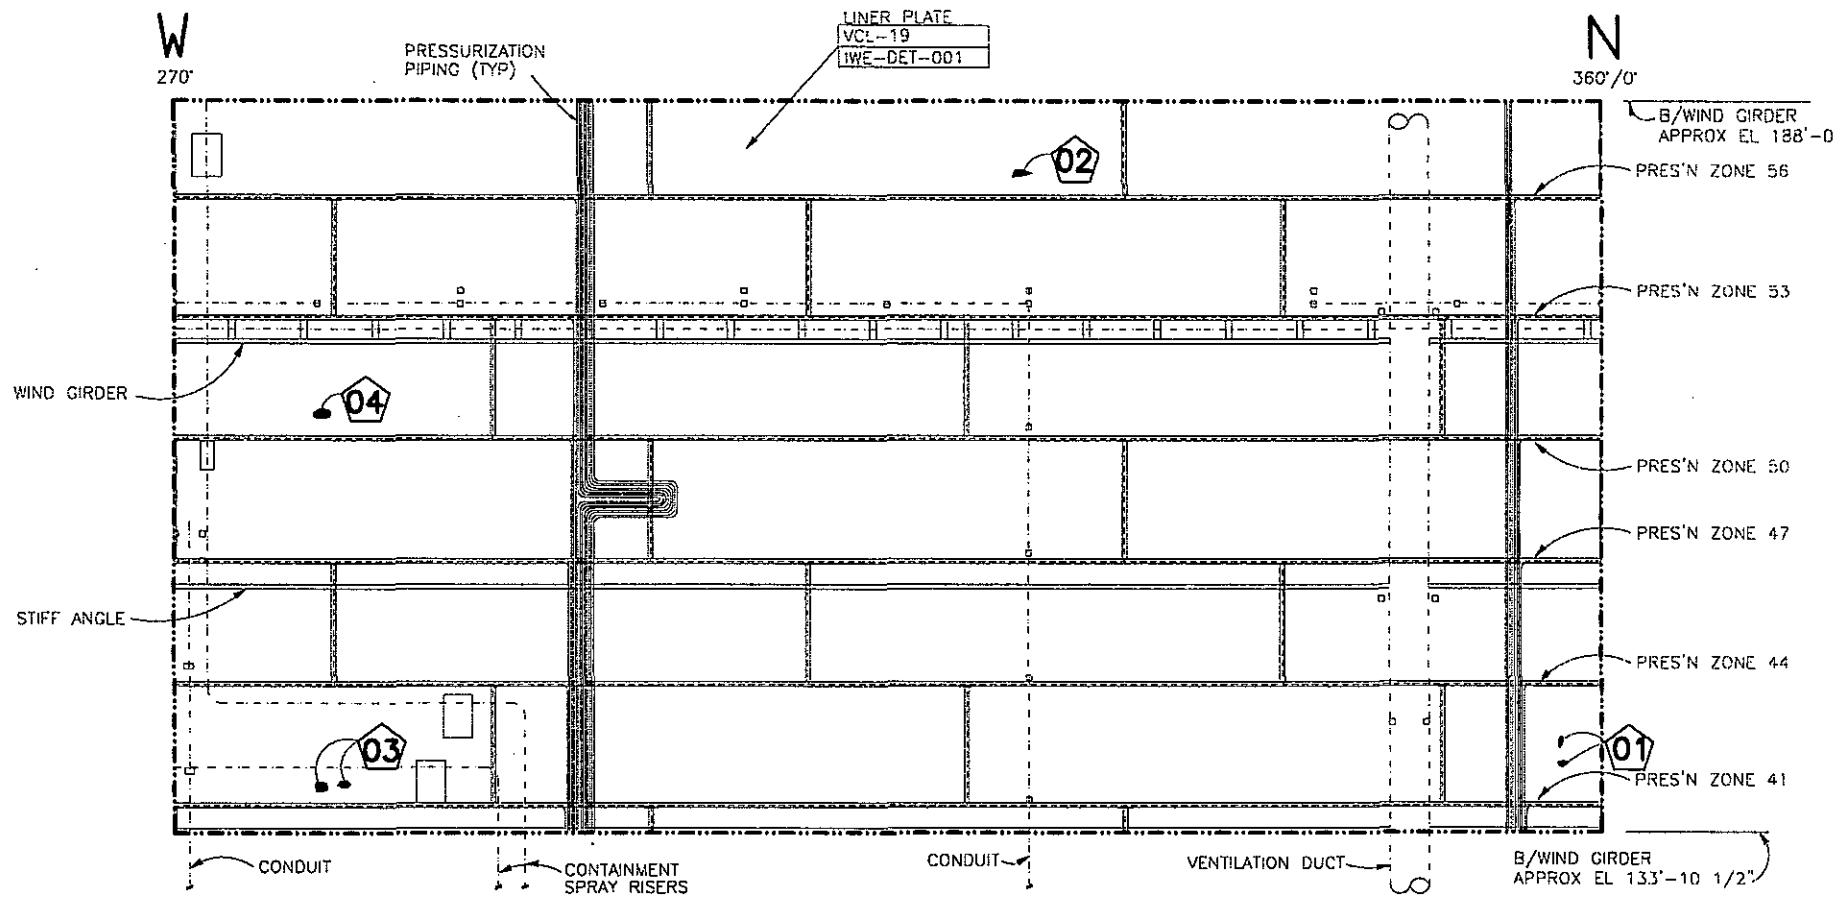 W
270°
N
360°/0°
PRESSURIZATION
PIPING (TYP)
LINER PLATE
VCL-19
IWE-DET-001
B/WIND GIRDER
APPROX EL 188'-0
02
PRES'N ZONE 56
PRES'N ZONE 53
WIND GIRDER
04
PRES'N ZONE 50
PRES'N ZONE 47
STIFF ANGLE
PRES'N ZONE 44
03
01
PRES'N ZONE 41
CONDUIT
CONTAINMENT
SPRAY RISERS
CONDUIT
VENTILATION DUCT
B/WIND GIRDER
APPROX EL 133'-10 1/2"